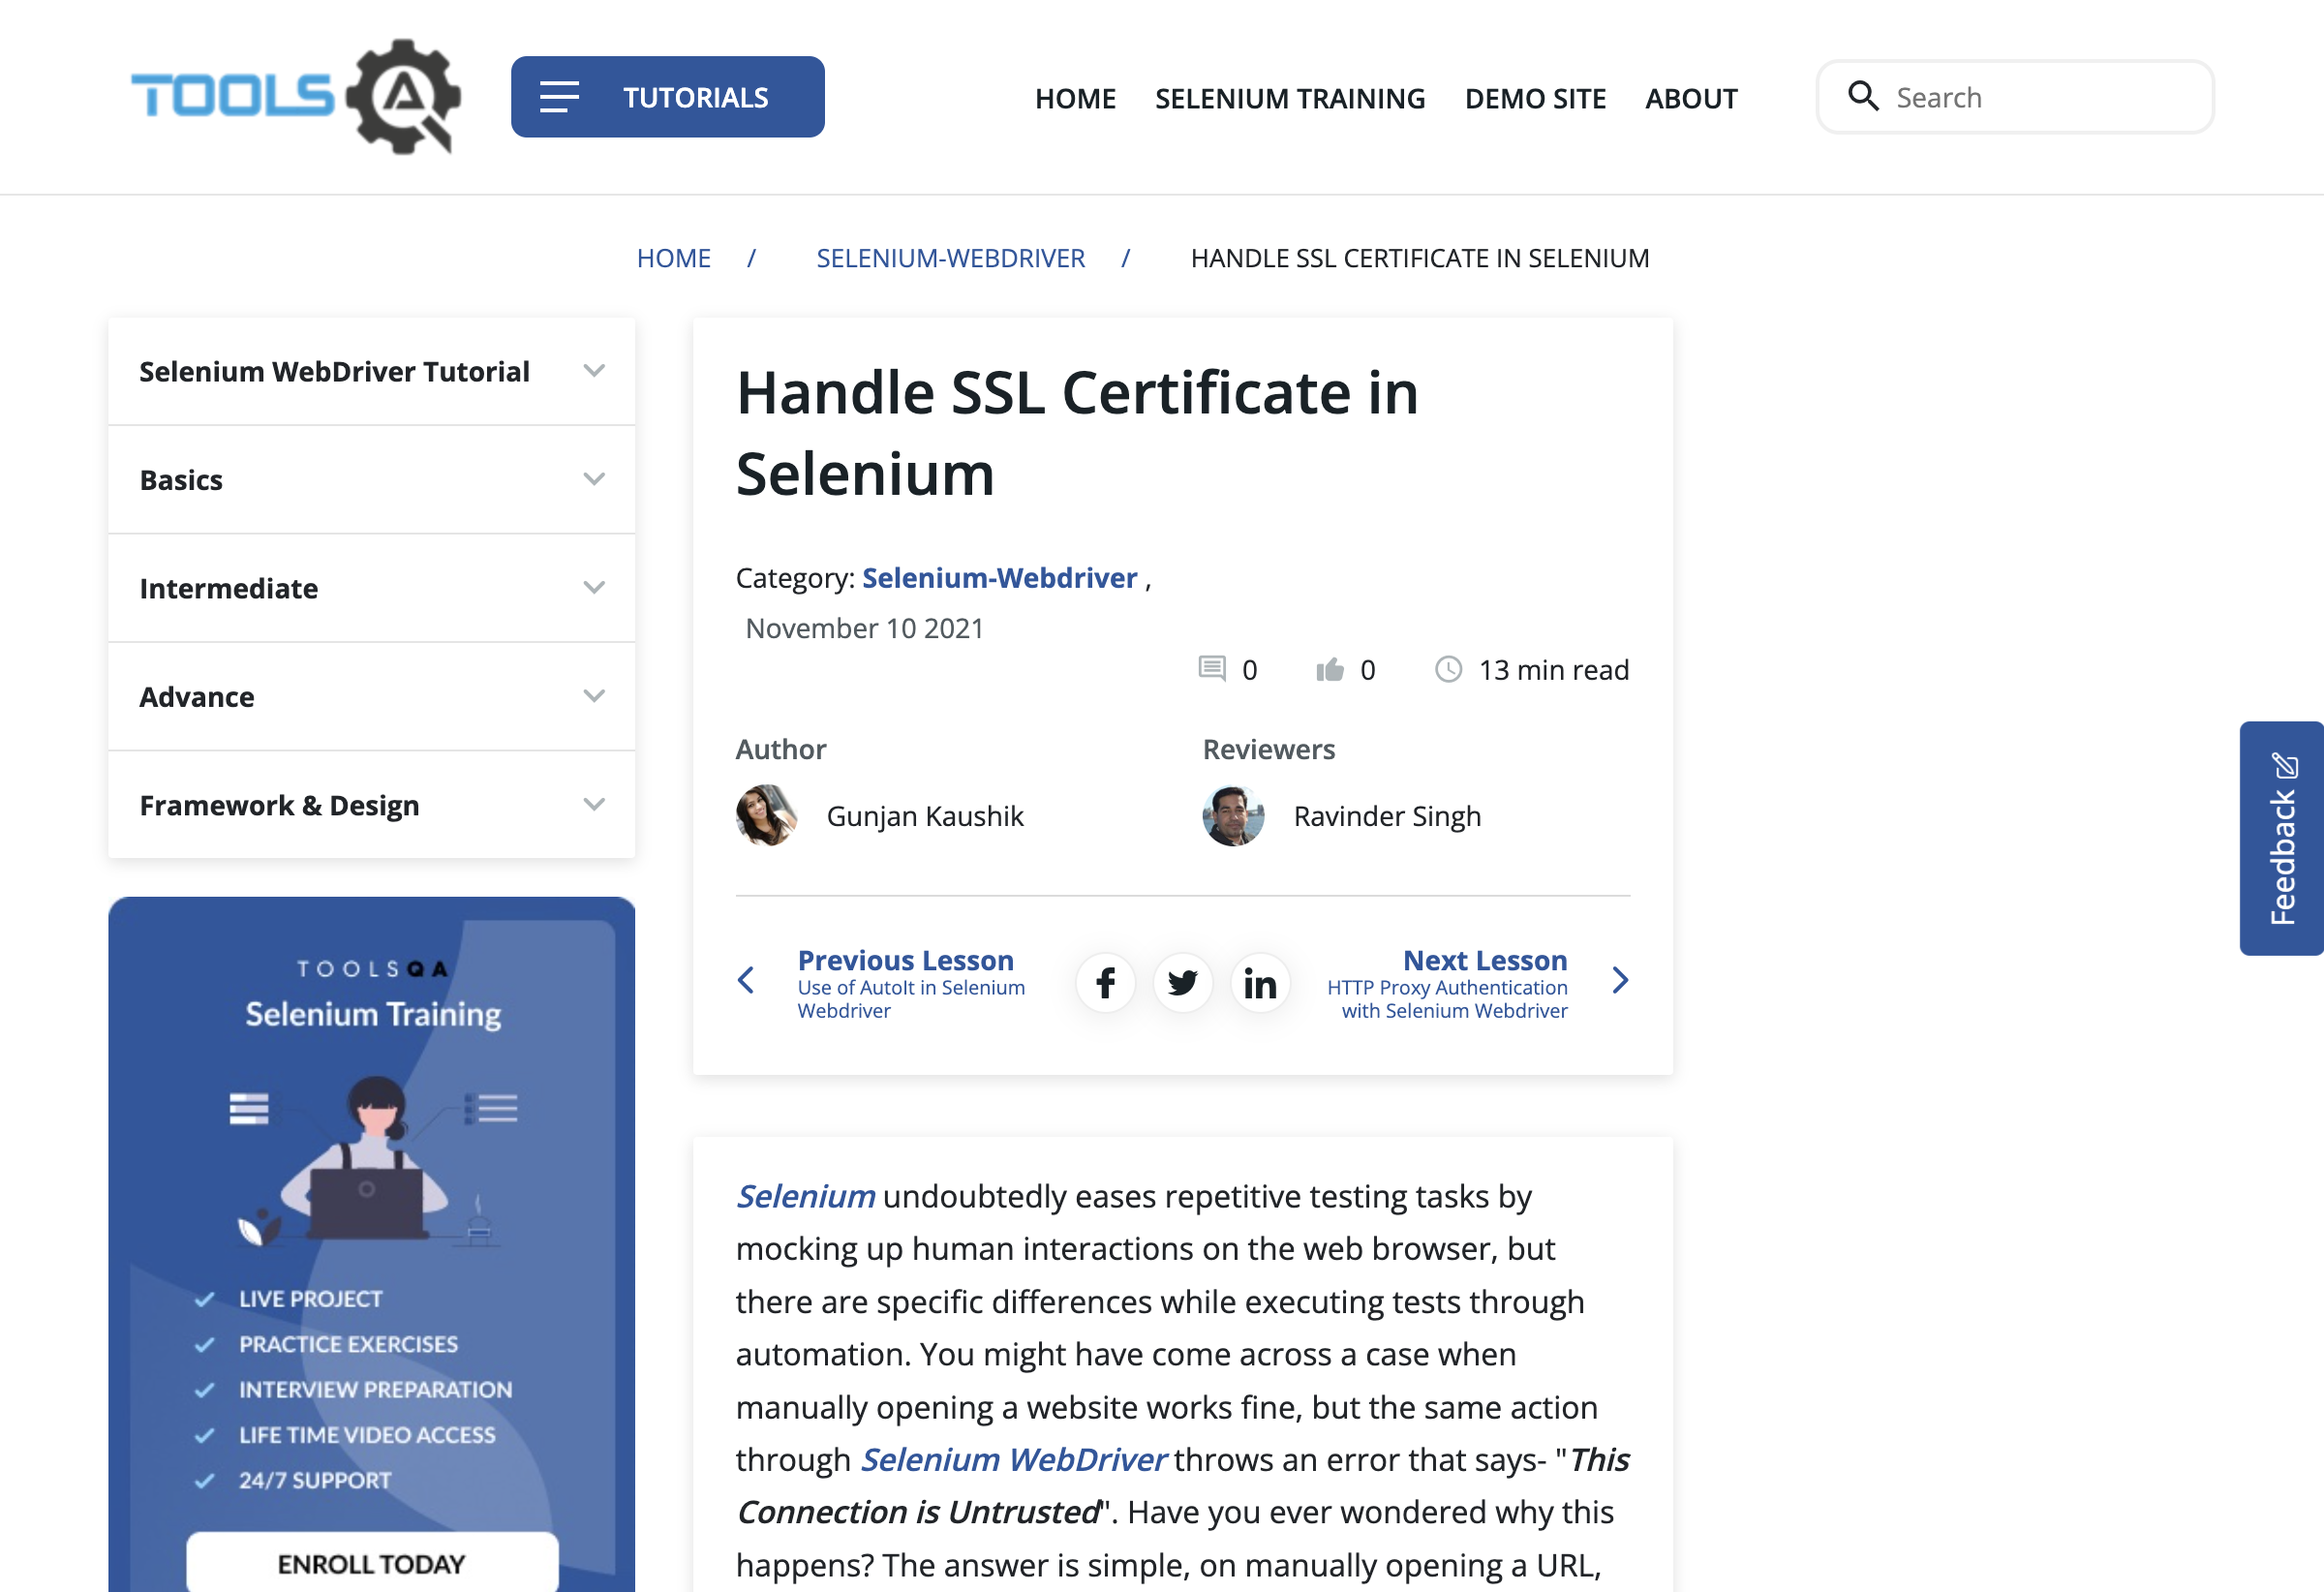 TOOLS QA
TUTORIALS
HOME
SELENIUM TRAINING
DEMO SITE
ABOUT
Search
HOME / SELENIUM-WEBDRIVER / HANDLE SSL CERTIFICATE IN SELENIUM
Selenium WebDriver Tutorial
Basics
Intermediate
Advance
Framework & Design
TOOLSQA
Selenium Training
LIVE PROJECT
PRACTICE EXERCISES
INTERVIEW PREPARATION
LIFE TIME VIDEO ACCESS
24/7 SUPPORT
ENROLL TODAY
Handle SSL Certificate in
Selenium
Category: Selenium-Webdriver ,
November 10 2021
0 0 13 min read
Author
Gunjan Kaushik
Reviewers
Ravinder Singh
Previous Lesson
Use of AutoIt in Selenium
Webdriver
f
in
Next Lesson
HTTP Proxy Authentication
with Selenium Webdriver
Selenium undoubtedly eases repetitive testing tasks by
mocking up human interactions on the web browser, but
there are specific differences while executing tests through
automation. You might have come across a case when
manually opening a website works fine, but the same action
through Selenium WebDriver throws an error that says- "This
Connection is Untrusted". Have you ever wondered why this
happens? The answer is simple, on manually opening a URL,
Feedback